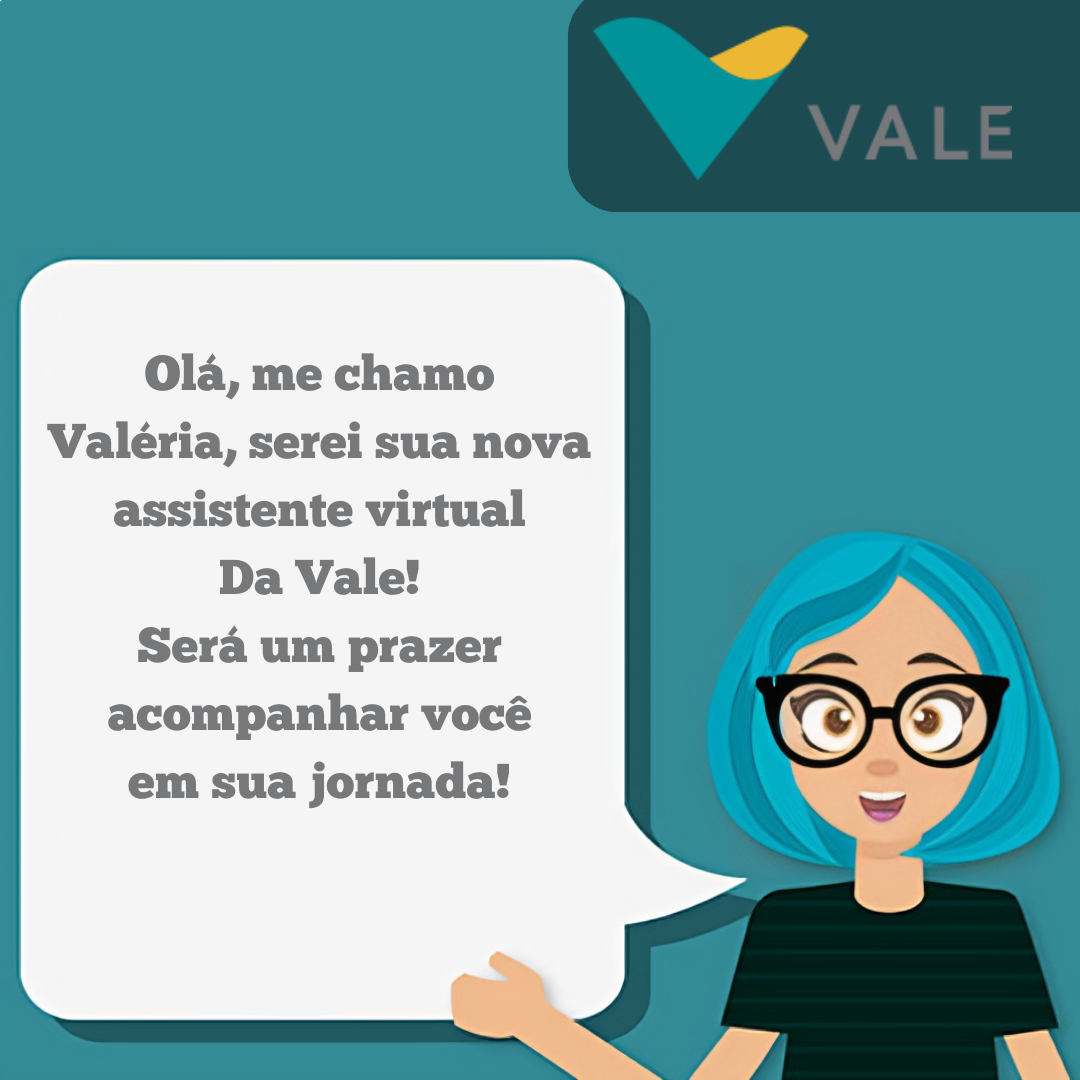 VALE
Olá, me chamo
Valéria, serei sua nova
assistente virtual
Da Vale!
Será um prazer
acompanhar você
em sua jornada!